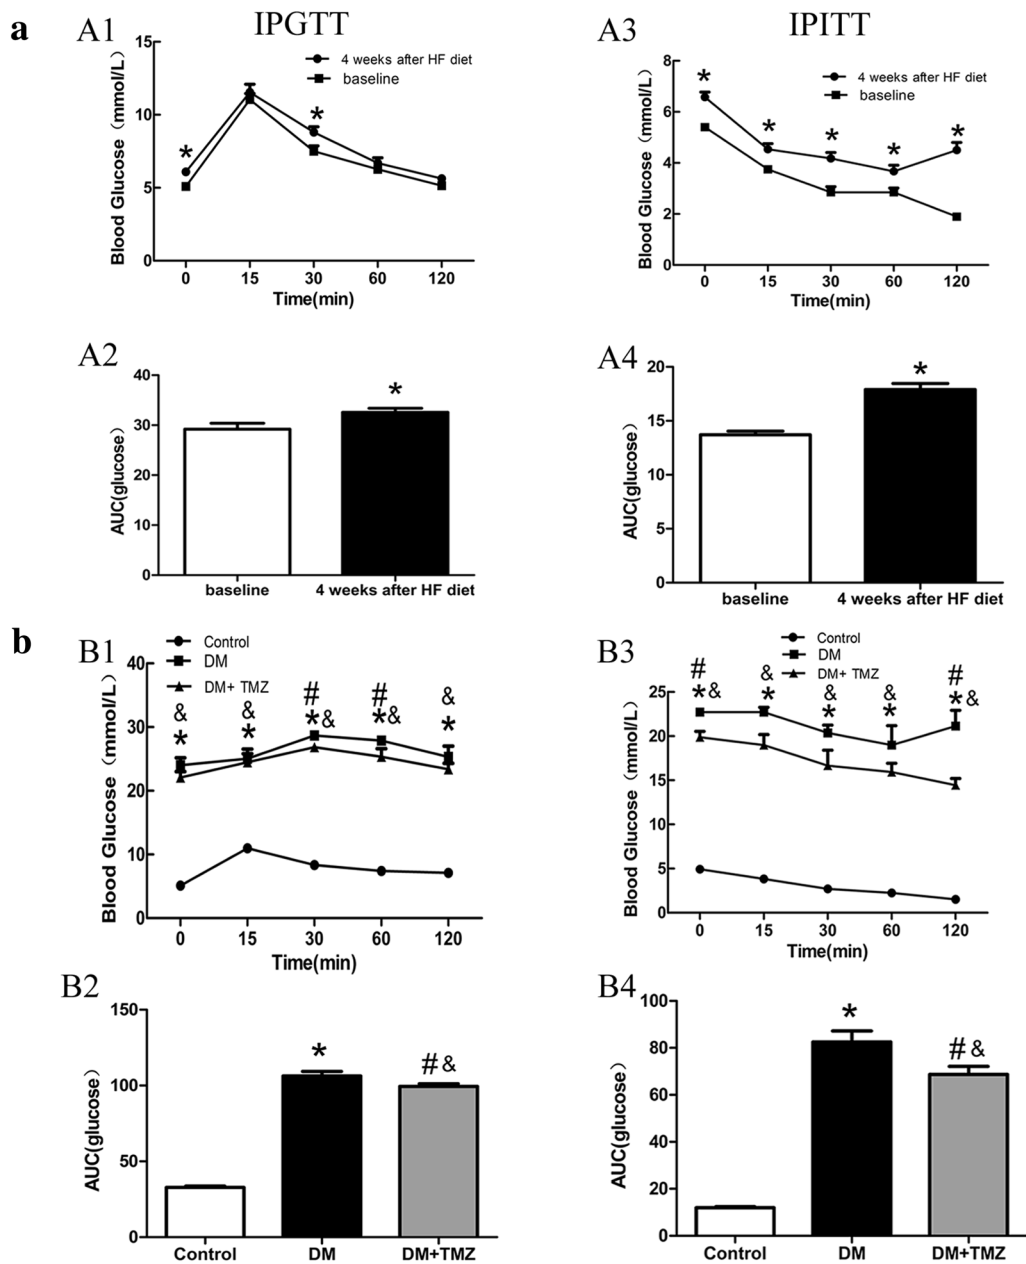 a
IPGTT
IPITT
A1
15
10
5
0
Blood Glucose (mmol/L)
4 weeks after HF diet
baseline
*
*
0 15 30 60 120
Time(min)
A3
8
6
4
2
0
Blood Glucose (mmol/L)
4 weeks after HF diet
baseline
* * * * *
0 15 30 60 120
Time(min)
A2
40
30
20
10
0
AUC(glucose)
*
baseline 4 weeks after HF diet
A4
20
15
10
5
0
AUC(glucose)
*
baseline 4 weeks after HF diet
b
B1
Control
DM
DM+ TMZ
40
30
20
10
0
Blood Glucose (mmol/L)
& & # # &
* * *& *& *
0 15 30 60 120
Time(min)
B3
Control
DM
DM+ TMZ
25
20
15
10
5
0
Blood Glucose (mmol/L)
# & & & #
*& * * * *&
0 15 30 60 120
Time(min)
B2
150
100
50
0
AUC(glucose)
*
#&
Control DM DM+TMZ
B4
100
80
60
40
20
0
AUC(glucose)
*
#&
Control DM DM+TMZ